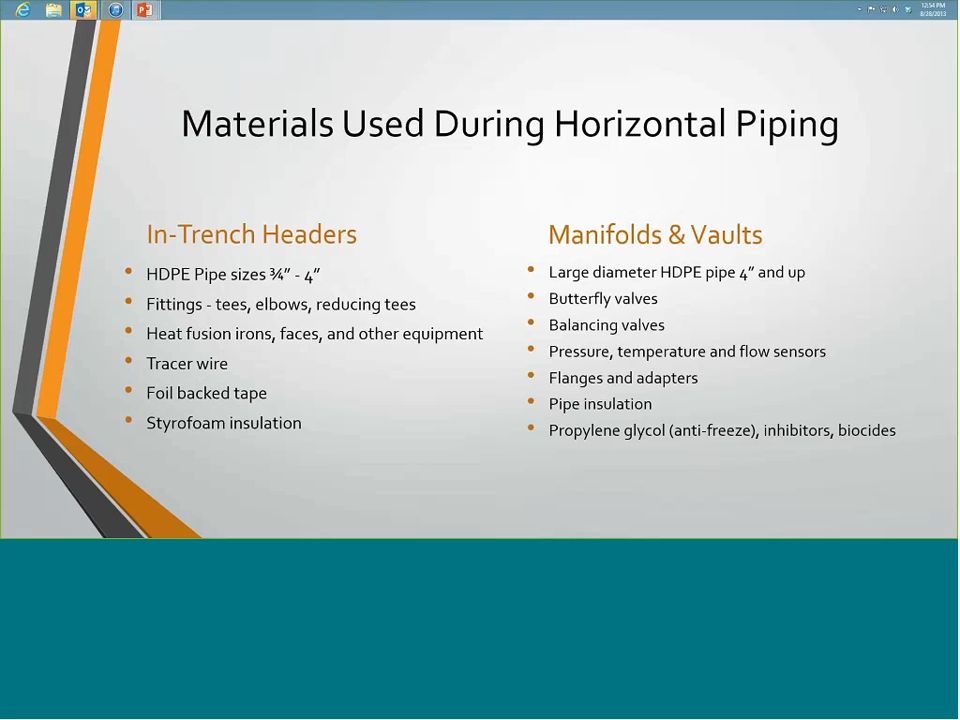 12:54 PM
8/28/2013
Materials Used During Horizontal Piping
In-Trench Headers
• HDPE Pipe sizes ¾” - 4”
• Fittings - tees, elbows, reducing tees
• Heat fusion irons, faces, and other equipment
• Tracer wire
• Foil backed tape
• Styrofoam insulation
Manifolds & Vaults
• Large diameter HDPE pipe 4” and up
• Butterfly valves
• Balancing valves
• Pressure, temperature and flow sensors
• Flanges and adapters
• Pipe insulation
• Propylene glycol (anti-freeze), inhibitors, biocides